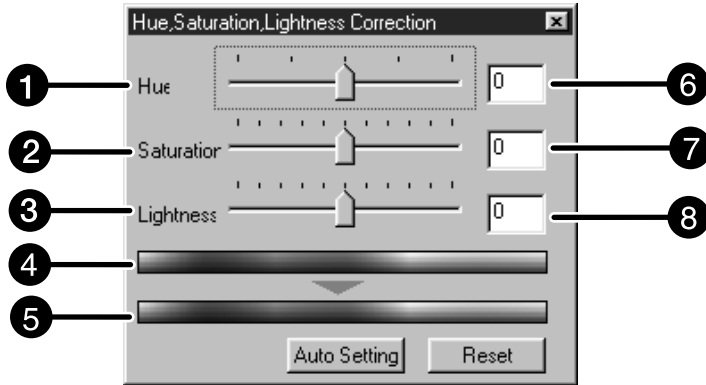 Hue,Saturation,Lightness Correction
1 Hue 0 6
2 Saturation 0 7
3 Lightness 0 8
4
5
Auto Setting Reset